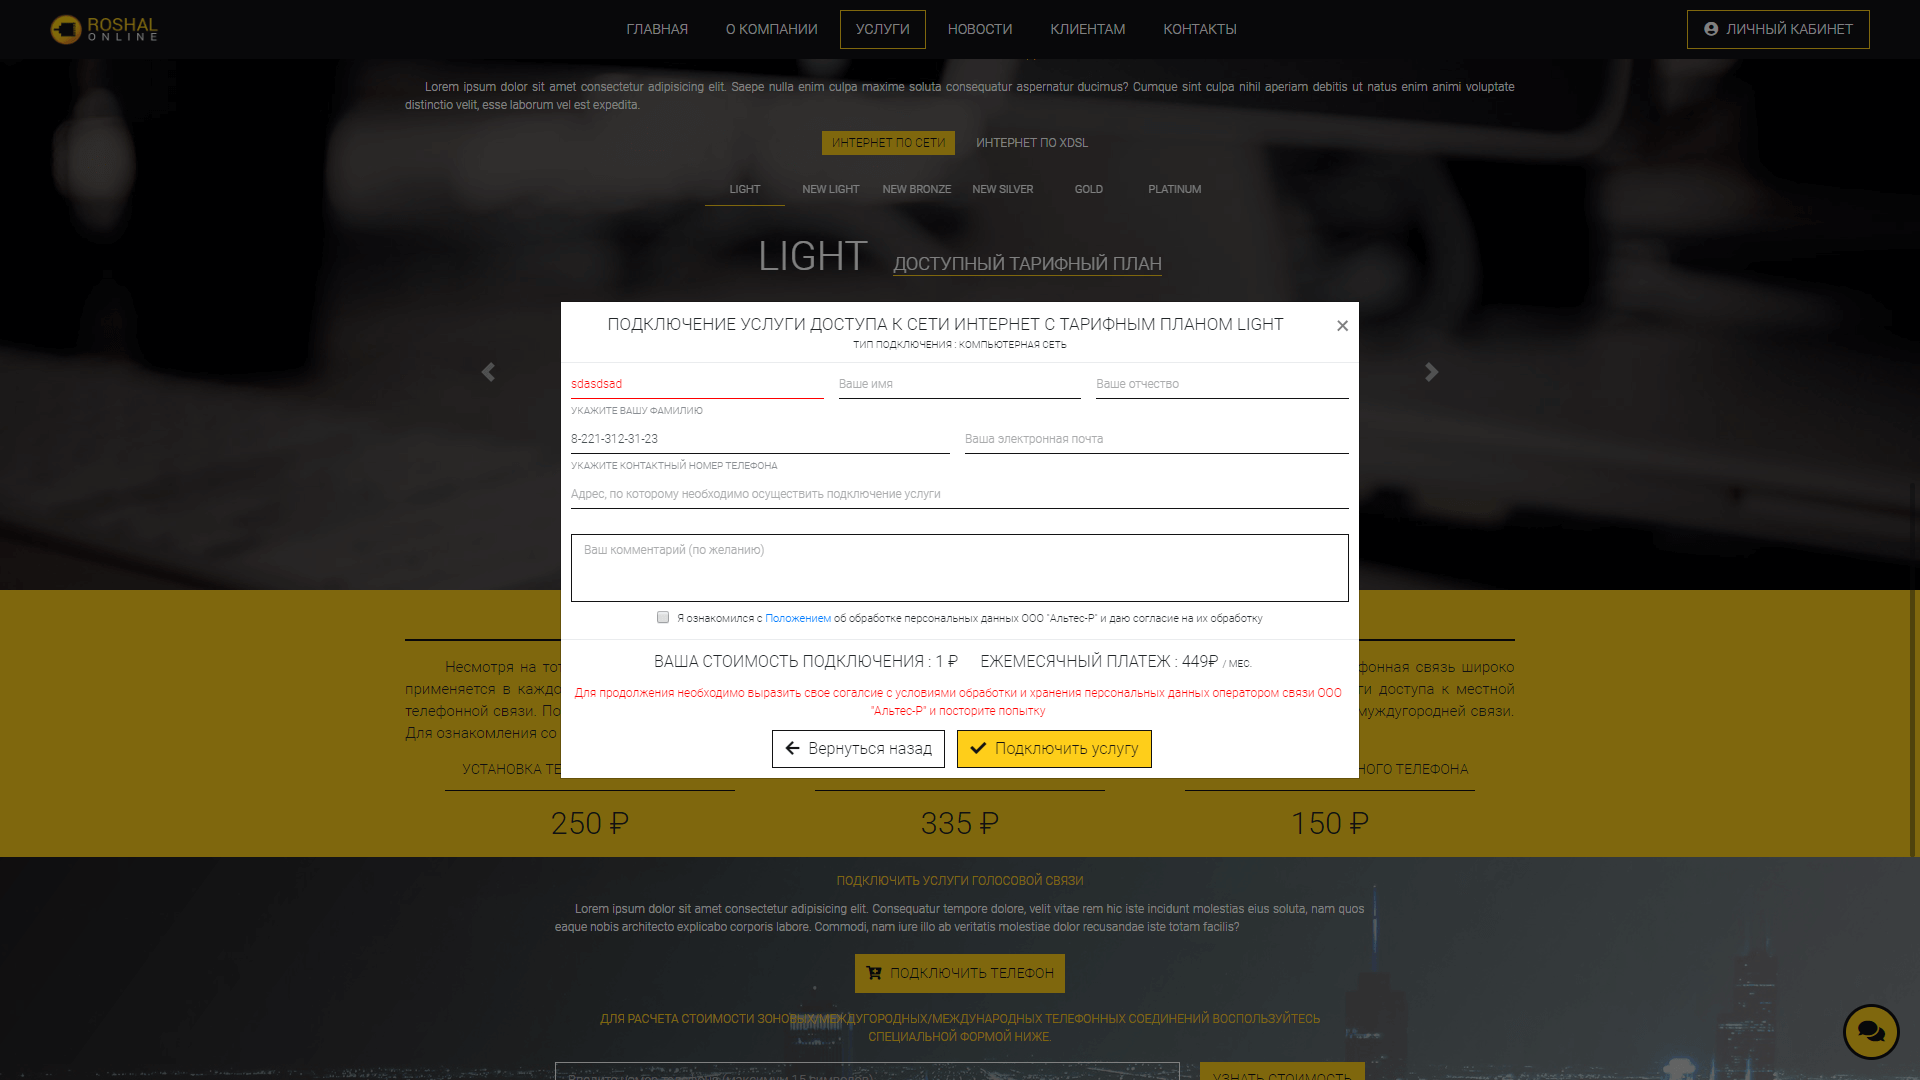 ROSHAL
ONLINE
ГЛАВНАЯ
О КОМПАНИИ
УСЛУГИ
НОВОСТИ
КЛИЕНТАМ
КОНТАКТЫ
ЛИЧНЫЙ КАБИНЕТ
Lorem ipsum dolor sit amet consectetur adipisicing elit. Saepe nulla enim culpa maxime soluta consequatur aspernatur ducimus? Cumque sint culpa nihil aperiam debitis ut natus enim animi voluptate
distinctio velit, esse laborum vel est expedita.
ИНТЕРНЕТ ПО СЕТИ
ИНТЕРНЕТ ПО XDSL
LIGHT
NEW LIGHT
NEW BRONZE
NEW SILVER
GOLD
PLATINUM
LIGHT ДОСТУПНЫЙ ТАРИФНЫЙ ПЛАН
ПОДКЛЮЧЕНИЕ УСЛУГИ ДОСТУПА К СЕТИ ИНТЕРНЕТ С ТАРИФНЫМ ПЛАНОМ LIGHT
×
ТИП ПОДКЛЮЧЕНИЯ : КОМПЬЮТЕРНАЯ СЕТЬ
sdasdsad
Ваше имя
Ваше отчество
УКАЖИТЕ ВАШУ ФАМИЛИЮ
8-221-312-31-23
Ваша электронная почта
УКАЖИТЕ КОНТАКТНЫЙ НОМЕР ТЕЛЕФОНА
Адрес, по которому необходимо осуществить подключение услуги
Ваш комментарий (по желанию)
Я ознакомился с Положением об обработке персональных данных ООО "Альтес-Р" и даю согласие на их обработку
ВАША СТОИМОСТЬ ПОДКЛЮЧЕНИЯ : 1 ₽ ЕЖЕМЕСЯЧНЫЙ ПЛАТЕЖ : 449₽ / МЕС.
Для продолжения необходимо выразить свое согалсие с условиями обработки и хранения персональных данных оператором связи ООО
"Альтес-Р" и посторите попытку
Вернуться назад
Подключить услугу
Несмотря на тот
фонная связь широко
применяется в каждо
ги доступа к местной
телефонной связи. По
муждугородней связи.
Для ознакомления со
УСТАНОВКА ТЕ
НОГО ТЕЛЕФОНА
250 ₽
335 ₽
150 ₽
ПОДКЛЮЧИТЬ УСЛУГИ ГОЛОСОВОЙ СВЯЗИ
Lorem ipsum dolor sit amet consectetur adipisicing elit. Consequatur tempore dolore, velit vitae rem hic iste incidunt molestias eius soluta, nam quos
eaque nobis architecto explicabo corporis labore. Commodi, nam iure illo ab veritatis molestiae dolor recusandae iste totam facilis?
ПОДКЛЮЧИТЬ ТЕЛЕФОН
ДЛЯ РАСЧЕТА СТОИМОСТИ ЗОНОВЫХ/МЕЖДУГОРОДНЫХ/МЕЖДУНАРОДНЫХ ТЕЛЕФОННЫХ СОЕДИНЕНИЙ ВОСПОЛЬЗУЙТЕСЬ
СПЕЦИАЛЬНОЙ ФОРМОЙ НИЖЕ.
Введите номер телефона (максимум 15 символов)
УЗНАТЬ СТОИМОСТЬ